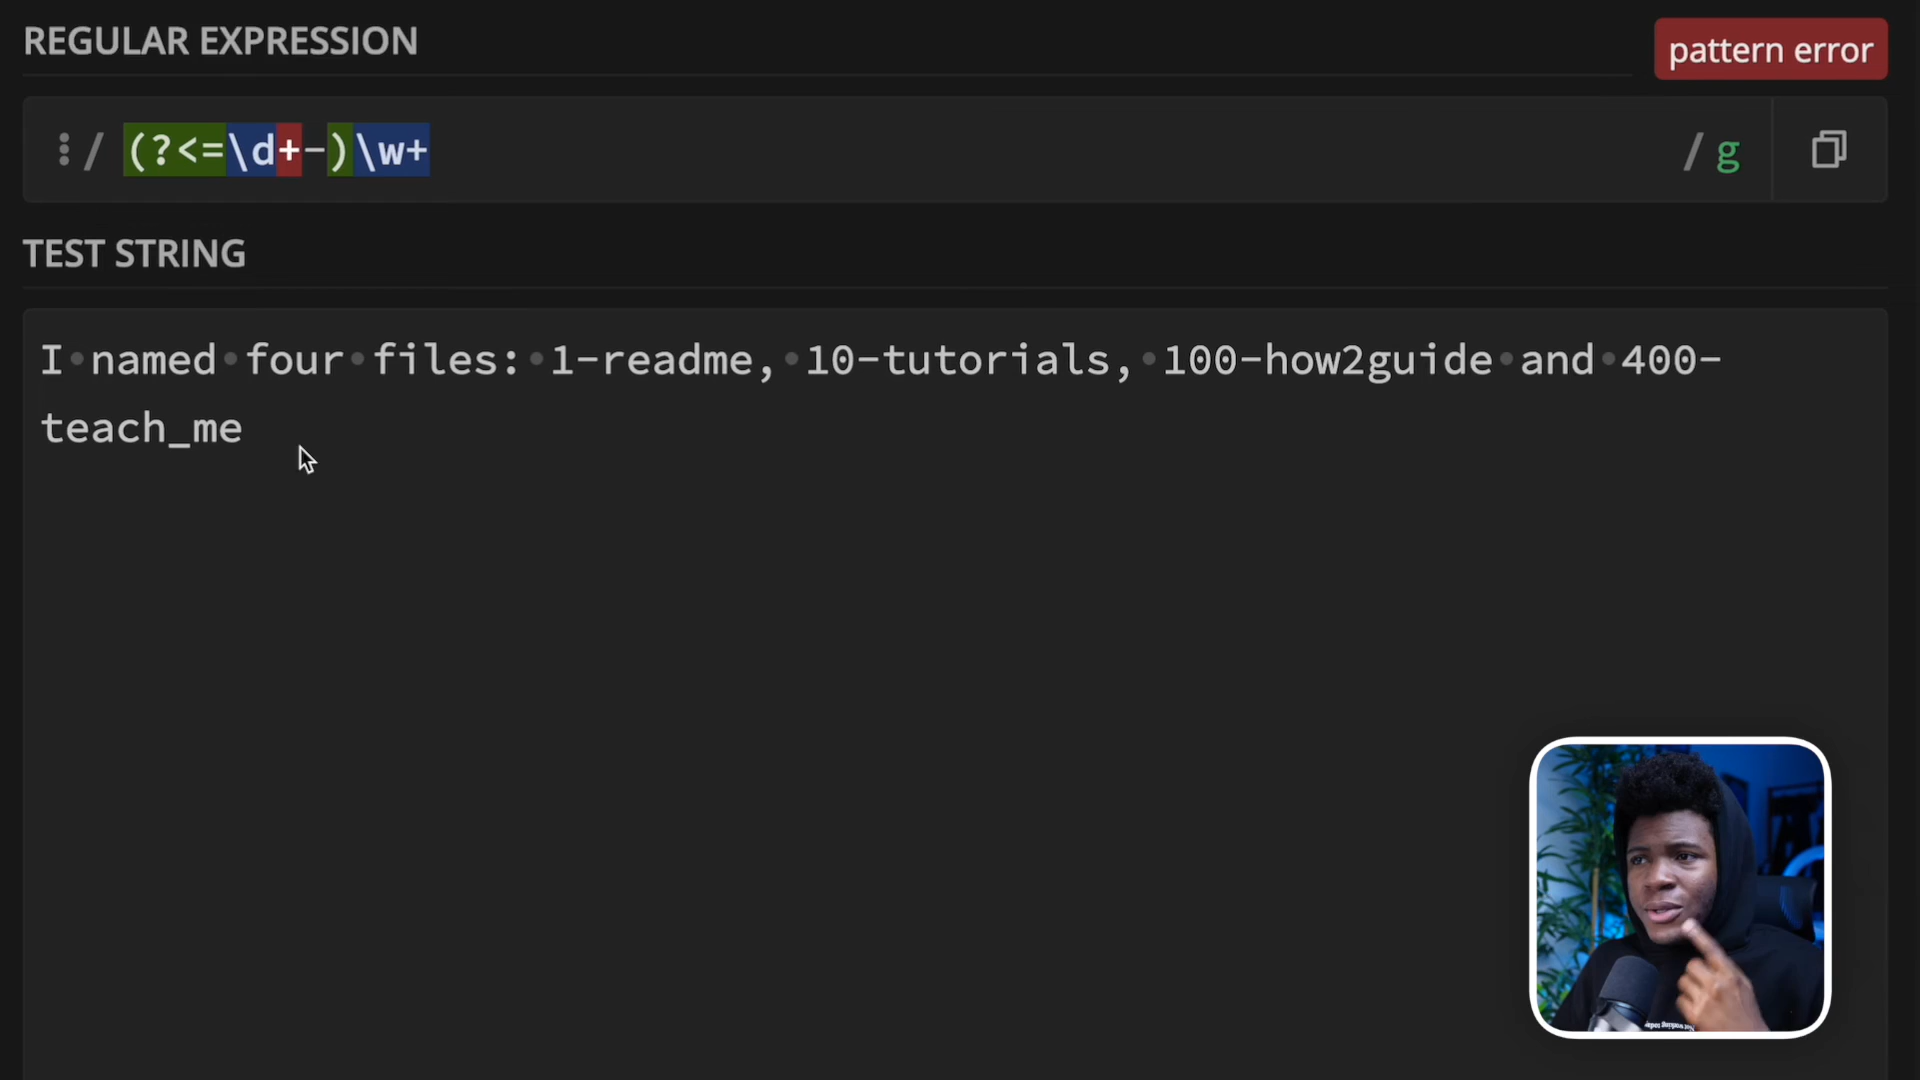 REGULAR EXPRESSION
pattern error
/ (?<=\d+-)\w+ / g
TEST STRING
I named four files: 1-readme, 10-tutorials, 100-how2guide and 400-
teach_me